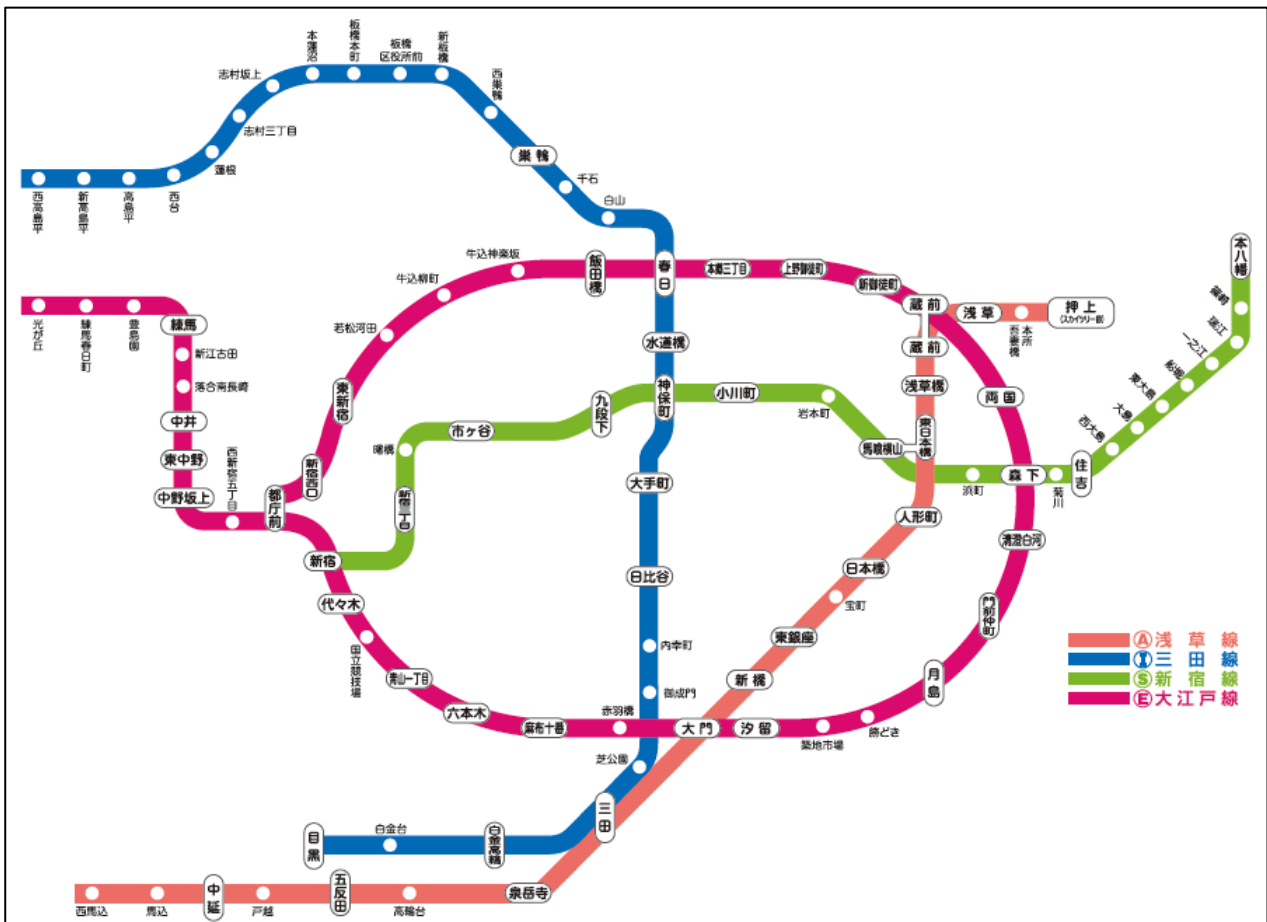 本蓮沼
板橋本町
板橋
区役所前
新板橋
志村坂上
西巣鴨
志村三丁目
巣鴨
蓮根
千石
西高島平
新高島平
高島平
西台
白山
牛込神楽坂
飯田橋
春日
本郷三丁目
上野御徒町
新御徒町
牛込柳町
蔵前
浅草
押上
(スカイツリー前)
本所
吾妻橋
本八幡
篠崎
瑞江
一之江
船堀
東大島
大島
西大島
住吉
光が丘
練馬春日町
豊島園
練馬
新江古田
落合南長崎
中井
東中野
中野坂上
西新宿五丁目
都庁前
新宿西口
東新宿
若松河田
水道橋
蔵前
浅草橋
両国
神保町
小川町
岩本町
九段下
市ヶ谷
曙橋
新宿三丁目
新宿
東日本橋
馬喰横山
浜町
森下
菊川
大手町
人形町
清澄白河
日比谷
日本橋
宝町
門前仲町
代々木
国立競技場
青山一丁目
六本木
麻布十番
赤羽橋
内幸町
御成門
東銀座
新橋
大門
汐留
築地市場
勝どき
月島
芝公園
三田
目黒
白金台
白金高輪
西馬込
馬込
中延
戸越
五反田
高輪台
泉岳寺
A 浅草線
I 三田線
S 新宿線
E 大江戸線